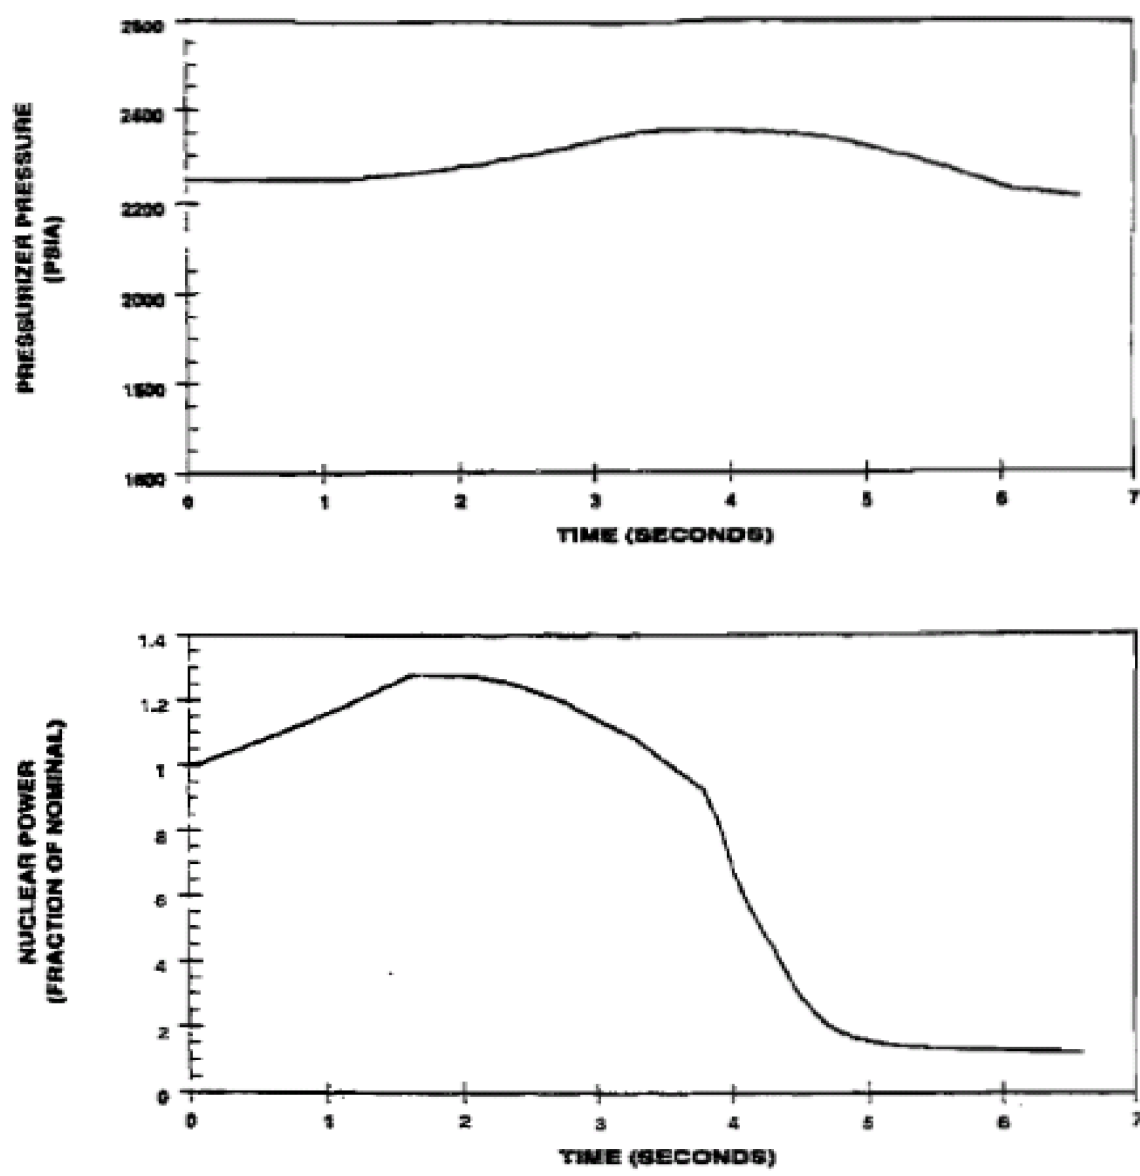 2600
2400
2200
2000
1800
1600
0 1 2 3 4 5 6 7
PRESSURIZER PRESSURE
(PSIA)
TIME (SECONDS)
1.4
1.2
1
.8
.6
.4
.2
0
0 1 2 3 4 5 6 7
NUCLEAR POWER
(FRACTION OF NOMINAL)
TIME (SECONDS)